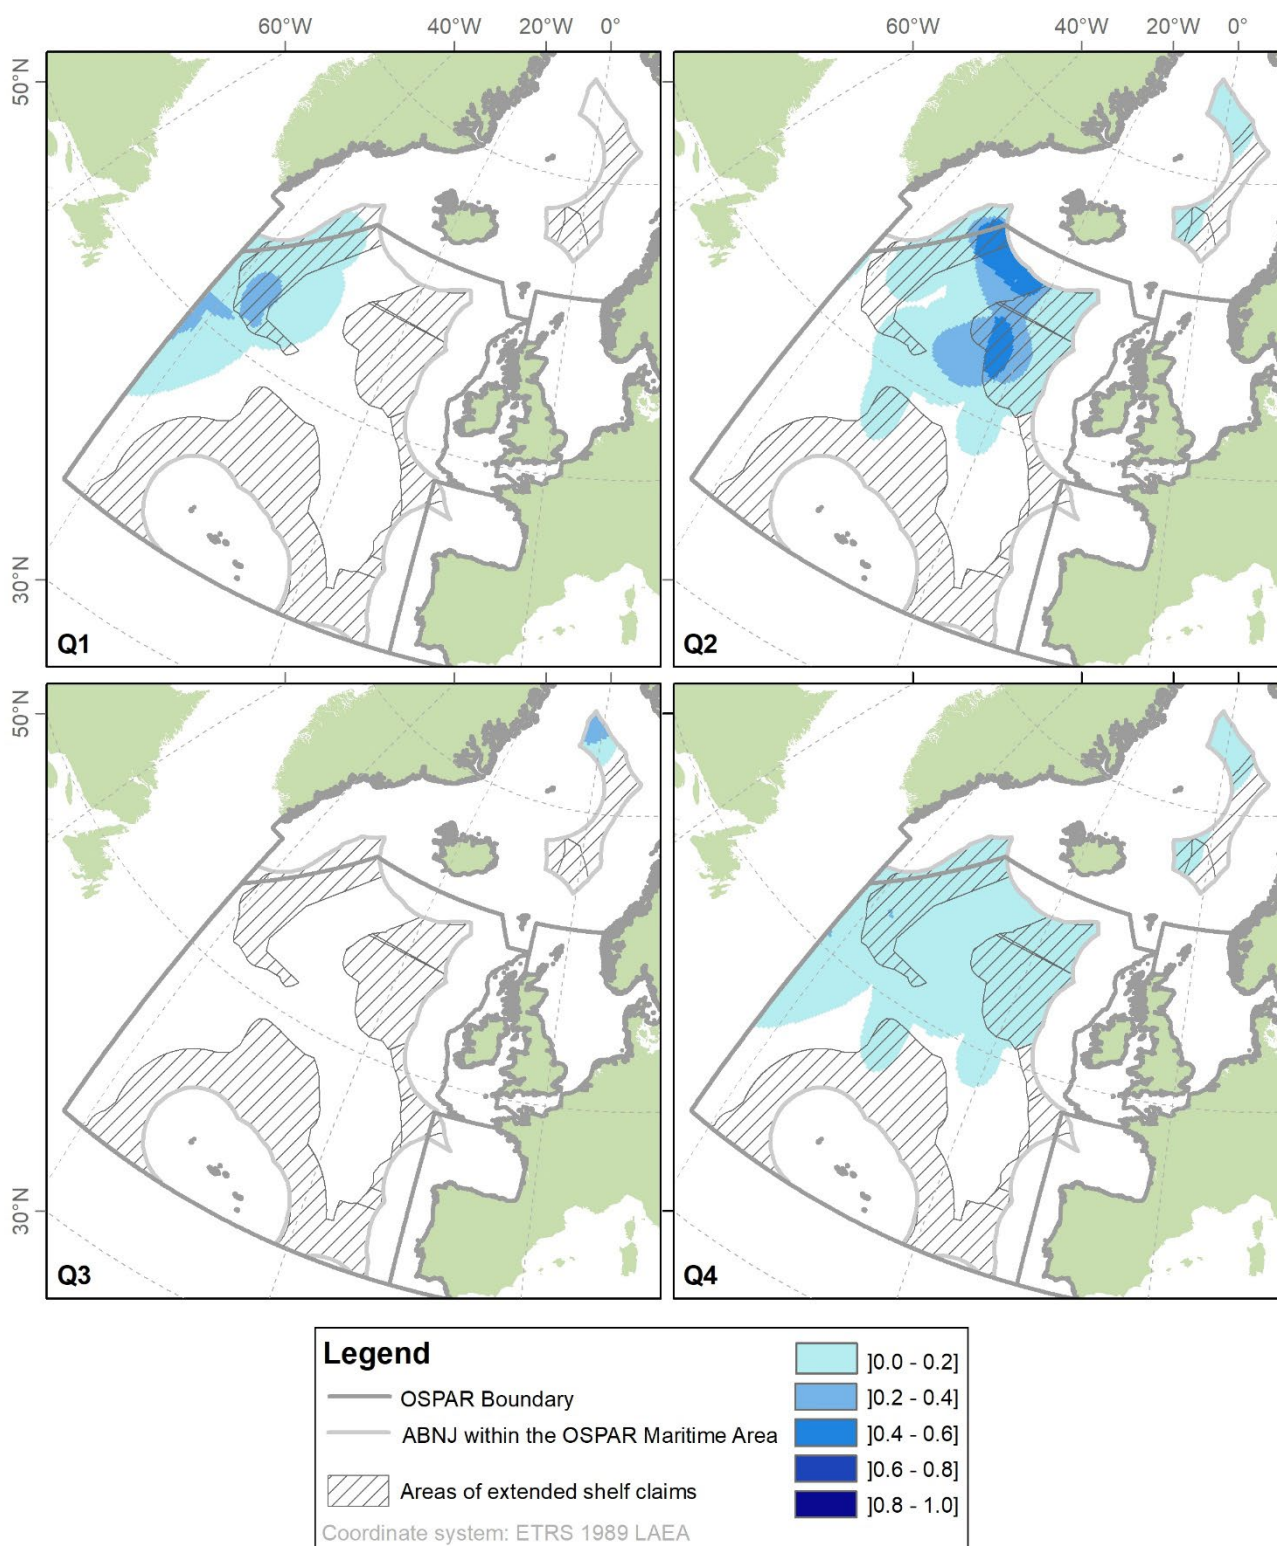 60°W 40°W 20°W 0° 60°W 40°W 20°W 0°
50°N
30°N
Q1 Q2
50°N
30°N
Q3 Q4
Legend
OSPAR Boundary
ABNJ within the OSPAR Maritime Area
Areas of extended shelf claims
Coordinate system: ETRS 1989 LAEA
]0.0 - 0.2]
]0.2 - 0.4]
]0.4 - 0.6]
]0.6 - 0.8]
]0.8 - 1.0]